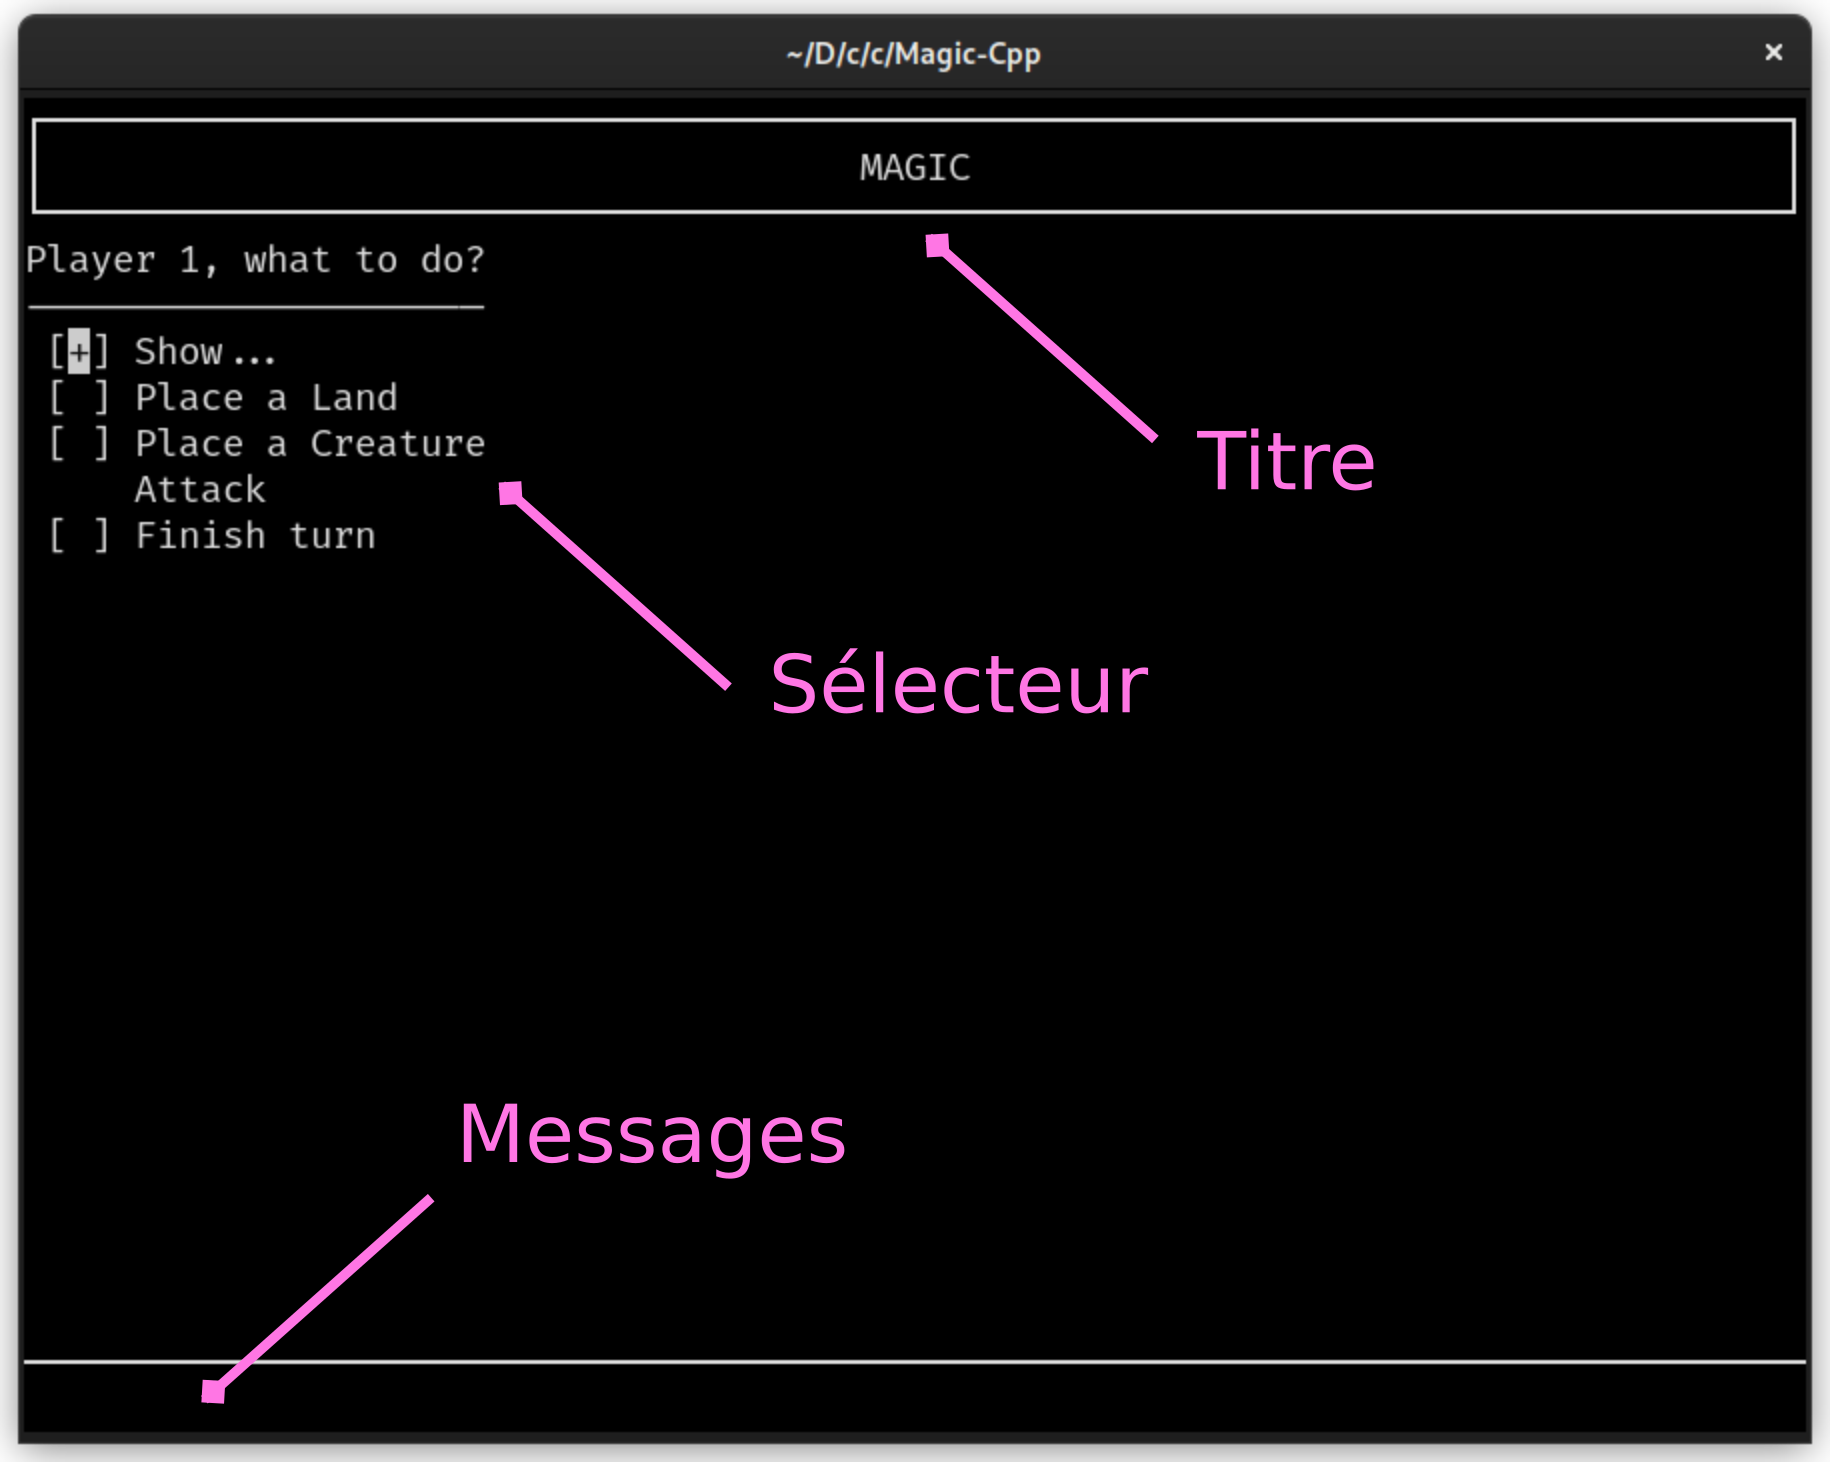 ~/D/c/c/Magic-Cpp ×
MAGIC
Player 1, what to do?
[+] Show...
[ ] Place a Land
[ ] Place a Creature
Attack
[ ] Finish turn
Titre
Sélecteur
Messages